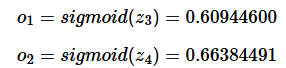 o₁ = sigmoid(z₃) = 0.60944600
o₂ = sigmoid(z₄) = 0.66384491